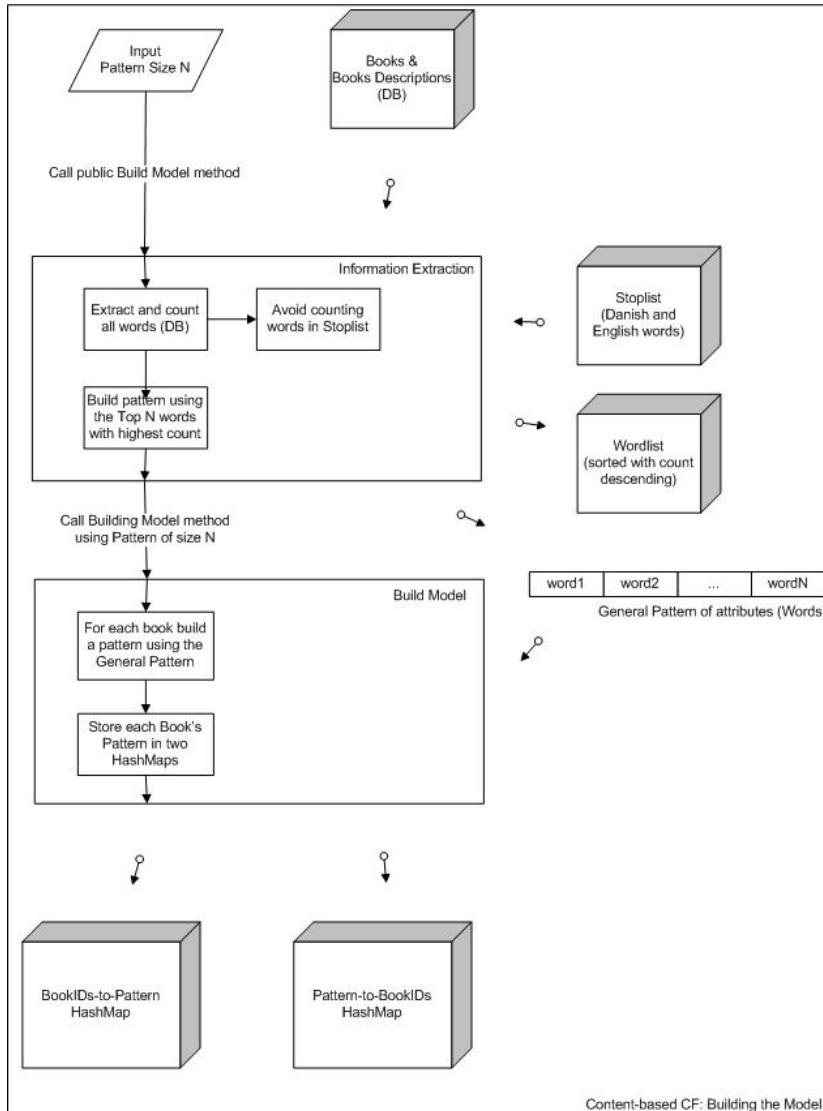 Input
Pattern Size N
Books &
Books Descriptions
(DB)
Call public Build Model method
Information Extraction
Extract and count
all words (DB)
Avoid counting
words in Stoplist
Stoplist
(Danish and
English words)
Build pattern using
the Top N words
with highest count
Wordlist
(sorted with count
descending)
Call Building Model method
using Pattern of size N
Build Model
word1 word2 ... wordN
General Pattern of attributes (Words
For each book build
a pattern using the
General Pattern
Store each Book's
Pattern in two
HashMaps
BookIDs-to-Pattern
HashMap
Pattern-to-BookIDs
HashMap
Content-based CF: Building the Model